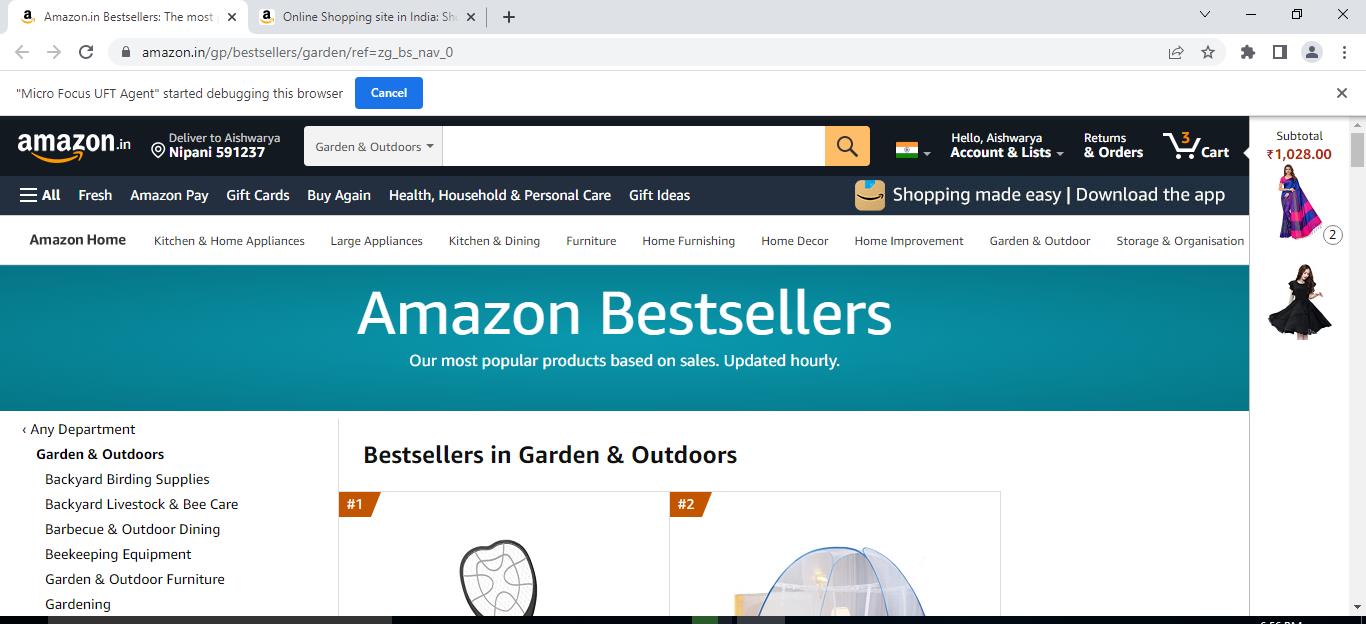 Amazon.in Bestsellers: The most
Online Shopping site in India: Sh
amazon.in/gp/bestsellers/garden/ref=zg_bs_nav_0
"Micro Focus UFT Agent" started debugging this browser
Cancel
amazon.in
Deliver to Aishwarya
Nipani 591237
Garden & Outdoors
Hello, Aishwarya
Account & Lists
Returns
& Orders
3
Cart
Subtotal
₹1,028.00
All
Fresh
Amazon Pay
Gift Cards
Buy Again
Health, Household & Personal Care
Gift Ideas
Shopping made easy | Download the app
Amazon Home
Kitchen & Home Appliances
Large Appliances
Kitchen & Dining
Furniture
Home Furnishing
Home Decor
Home Improvement
Garden & Outdoor
Storage & Organisation
2
Amazon Bestsellers
Our most popular products based on sales. Updated hourly.
‹ Any Department
Garden & Outdoors
Backyard Birding Supplies
Backyard Livestock & Bee Care
Barbecue & Outdoor Dining
Beekeeping Equipment
Garden & Outdoor Furniture
Gardening
Bestsellers in Garden & Outdoors
#1
#2